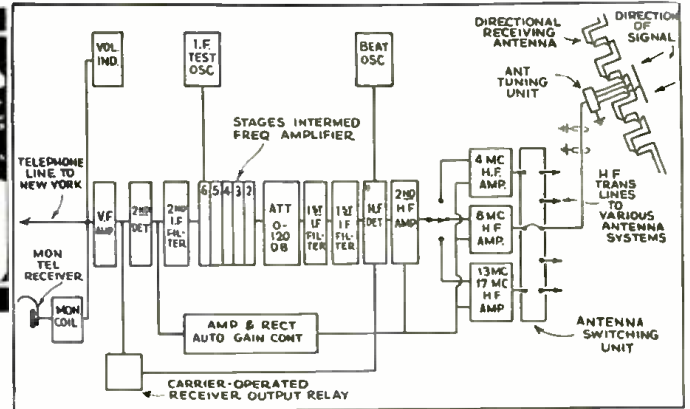 VOL.
IND.
I.F.
TEST
OSC
BEAT
OSC
DIRECTIONAL
RECEIVING
ANTENNA
DIRECTION
OF
SIGNAL
ANT
TUNING
UNIT
STAGES INTERMED
FREQ AMPLIFIER
TELEPHONE
LINE TO
NEW YORK
V.F.
AMP
2ND
DET
2ND
I.F.
FIL-
TER
6 5 4 3 2
ATT
0-
120
DB
1ST
I.F
FIL-
TER
1ST
I.F
FIL-
TER
H.F
DET
2ND
H.F
AMP
4 MC
H.F.
AMP.
8 MC
H F
AMP.
13 MC
17 MC
H F
AMP
H F
TRANS
LINES
TO
VARIOUS
ANTENNA
SYSTEMS
MON
TEL
RECEIVER
MON
COIL
AMP & RECT
AUTO GAIN CONT
ANTENNA
SWITCHING
UNIT
CARRIER-OPERATED
RECEIVER OUTPUT RELAY